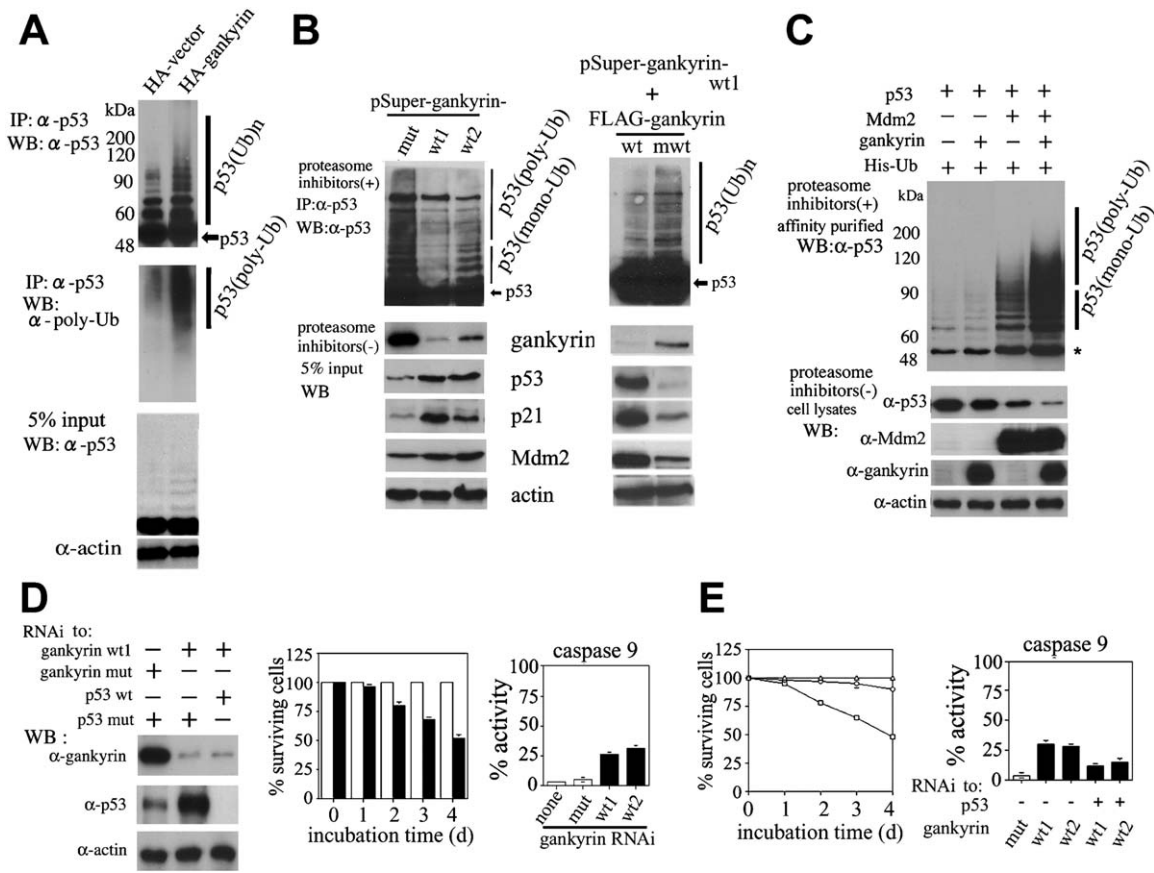 A
HA-vector
HA-gankyrin
kDa
IP: α-p53
WB: α-p53
200
120
90
60
48
p53(Ub)n
p53
IP: α-p53
WB:
α-poly-Ub
p53(poly-Ub)
5% input
WB: α-p53
α-actin
B
pSuper-gankyrin-
mut
wt1
wt2
proteasome
inhibitors(+)
IP:α-p53
WB:α-p53
p53(poly-Ub)
p53(mono-Ub)
p53
pSuper-gankyrin-wt1
+
FLAG-gankyrin
wt mwt
p53(Ub)n
p53
proteasome
inhibitors(-)
5% input
WB
gankyrin
p53
p21
Mdm2
actin
C
p53 + + + +
Mdm2 − − + +
gankyrin − + − +
His-Ub + + + +
proteasome
inhibitors(+)
affinity purified
WB:α-p53
kDa
200
120
90
60
48
p53(poly-Ub)
p53(mono-Ub)
*
proteasome
inhibitors(-)
cell lysates
WB:
α-p53
α-Mdm2
α-gankyrin
α-actin
D
RNAi to:
gankyrin wt1 − + +
gankyrin mut + − −
p53 wt − − +
p53 mut + + −
WB :
α-gankyrin
α-p53
α-actin
% surviving cells
125
100
75
50
25
0
0 1 2 3 4
incubation time (d)
caspase 9
% activity
100
75
50
25
0
none
mut
wt1
wt2
gankyrin RNAi
E
% surviving cells
125
100
75
50
25
0
0 1 2 3 4
incubation time (d)
caspase 9
% activity
100
75
50
25
0
RNAi to:
p53 - - - + +
gankyrin mut wt1 wt2 wt1 wt2